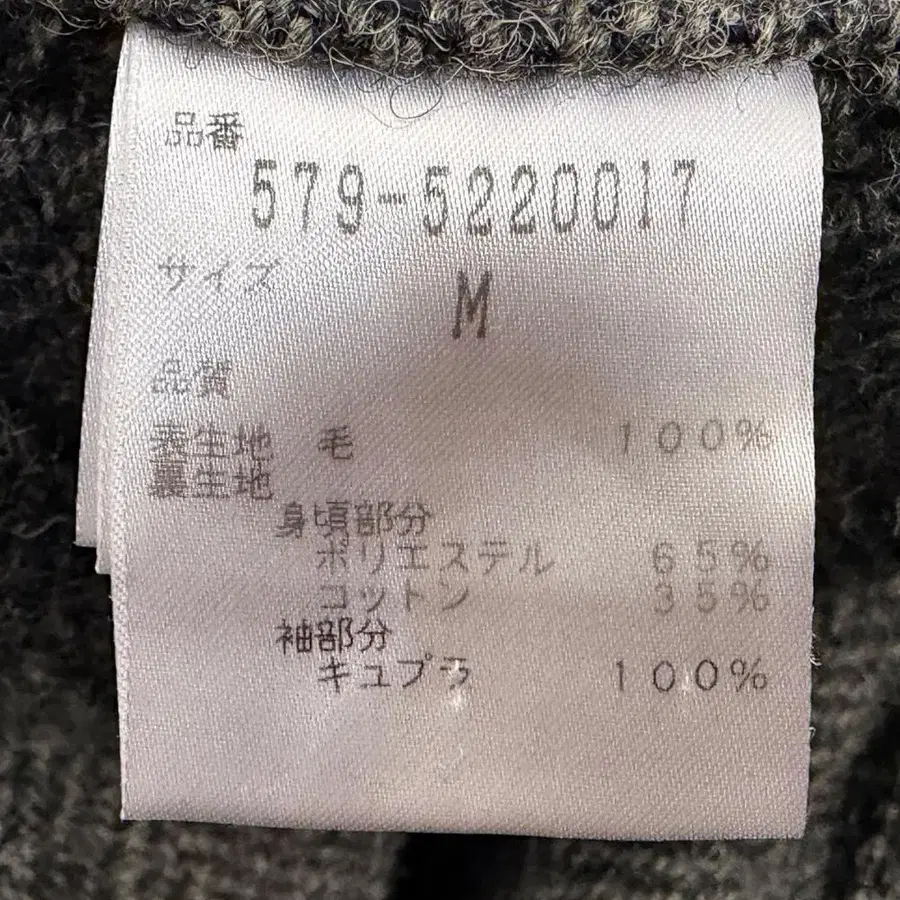 品番
579-5220017
サイズ M
品質
表生地 毛 100%
裏生地
身頃部分
ポリエステル 65%
コットン 35%
袖部分
キュプラ 100%